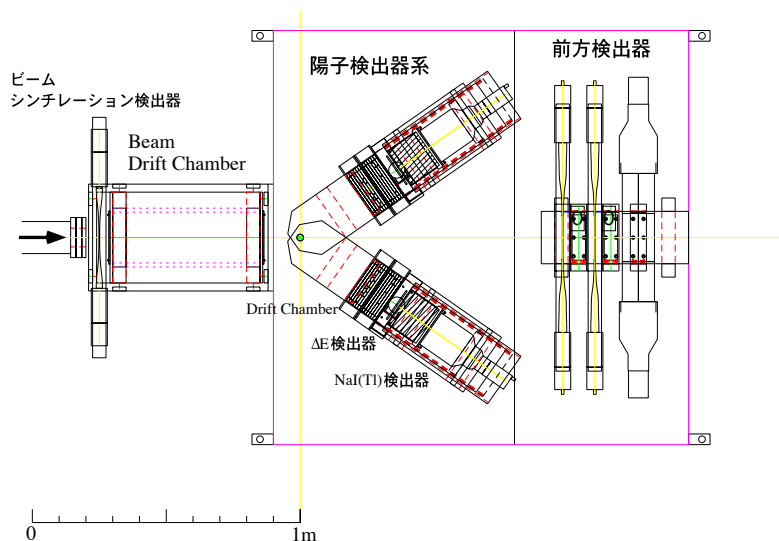 陽子検出器系
前方検出器
ビーム
シンチレーション検出器
Beam
Drift Chamber
Drift Chamber
ΔE検出器
NaI(Tl)検出器
0
1m